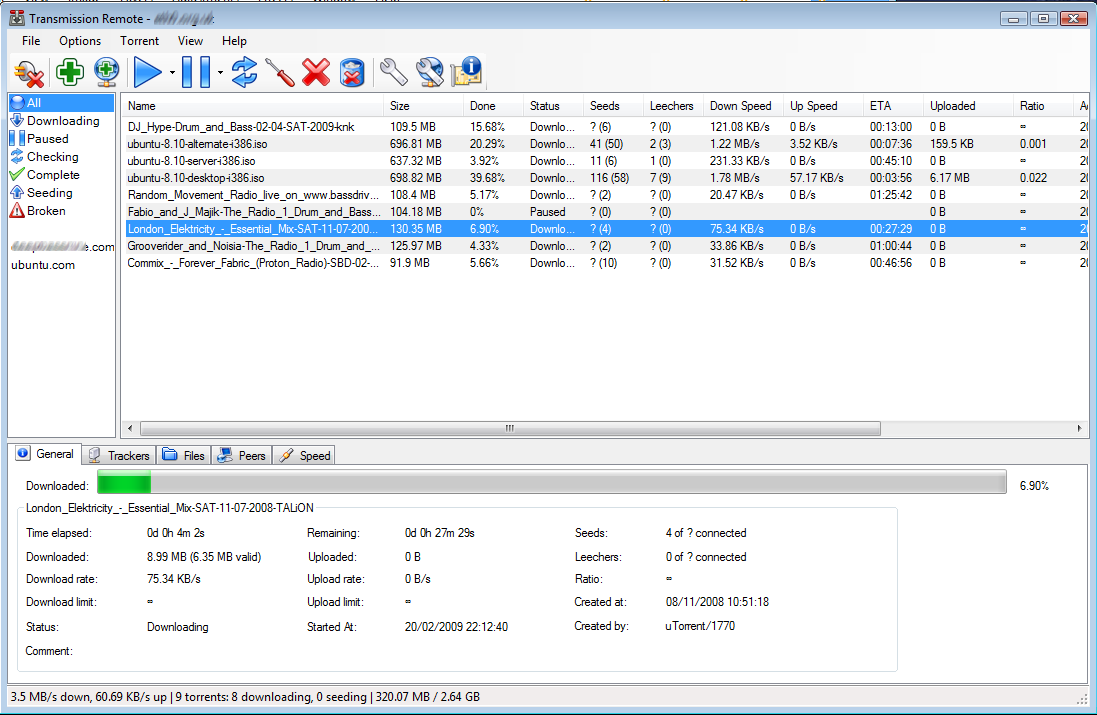 Transmission Remote -
File Options Torrent View Help
All
Downloading
Paused
Checking
Complete
Seeding
Broken
e.com
ubuntu.com
Name Size Done Status Seeds Leechers Down Speed Up Speed ETA Uploaded Ratio
DJ_Hype-Drum_and_Bass-02-04-SAT-2009-knk 109.5 MB 15.68% Downlo... ? (6) ? (0) 121.08 KB/s 0 B/s 00:13:00 0 B ∞ 20
ubuntu-8.10-alternate-i386.iso 696.81 MB 20.29% Downlo... 41 (50) 2 (3) 1.22 MB/s 3.52 KB/s 00:07:36 159.5 KB 0.001 20
ubuntu-8.10-server-i386.iso 637.32 MB 3.92% Downlo... 11 (6) 1 (0) 231.33 KB/s 0 B/s 00:45:10 0 B ∞ 20
ubuntu-8.10-desktop-i386.iso 698.82 MB 39.68% Downlo... 116 (58) 7 (9) 1.78 MB/s 57.17 KB/s 00:03:56 6.17 MB 0.022 20
Random_Movement_Radio_live_on_www.bassdriv... 108.4 MB 5.17% Downlo... ? (2) ? (0) 20.47 KB/s 0 B/s 01:25:42 0 B ∞ 20
Fabio_and_J_Majik-The_Radio_1_Drum_and_Bass... 104.18 MB 0% Paused ? (0) ? (0) 0 B ∞ 20
London_Elektricity_-_Essential_Mix-SAT-11-07-200... 130.35 MB 6.90% Downlo... ? (4) ? (0) 75.34 KB/s 0 B/s 00:27:29 0 B ∞ 20
Grooverider_and_Noisia-The_Radio_1_Drum_and_... 125.97 MB 4.33% Downlo... ? (2) ? (0) 33.86 KB/s 0 B/s 01:00:44 0 B ∞ 20
Commix_-_Forever_Fabric_(Proton_Radio)-SBD-02-... 91.9 MB 5.66% Downlo... ? (10) ? (0) 31.52 KB/s 0 B/s 00:46:56 0 B ∞ 20
General Trackers Files Peers Speed
Downloaded: 6.90%
London_Elektricity_-_Essential_Mix-SAT-11-07-2008-TALiON
Time elapsed: 0d 0h 4m 2s Remaining: 0d 0h 27m 29s Seeds: 4 of ? connected
Downloaded: 8.99 MB (6.35 MB valid) Uploaded: 0 B Leechers: 0 of ? connected
Download rate: 75.34 KB/s Upload rate: 0 B/s Ratio: ∞
Download limit: ∞ Upload limit: ∞ Created at: 08/11/2008 10:51:18
Status: Downloading Started At: 20/02/2009 22:12:40 Created by: uTorrent/1770
Comment:
3.5 MB/s down, 60.69 KB/s up | 9 torrents: 8 downloading, 0 seeding | 320.07 MB / 2.64 GB